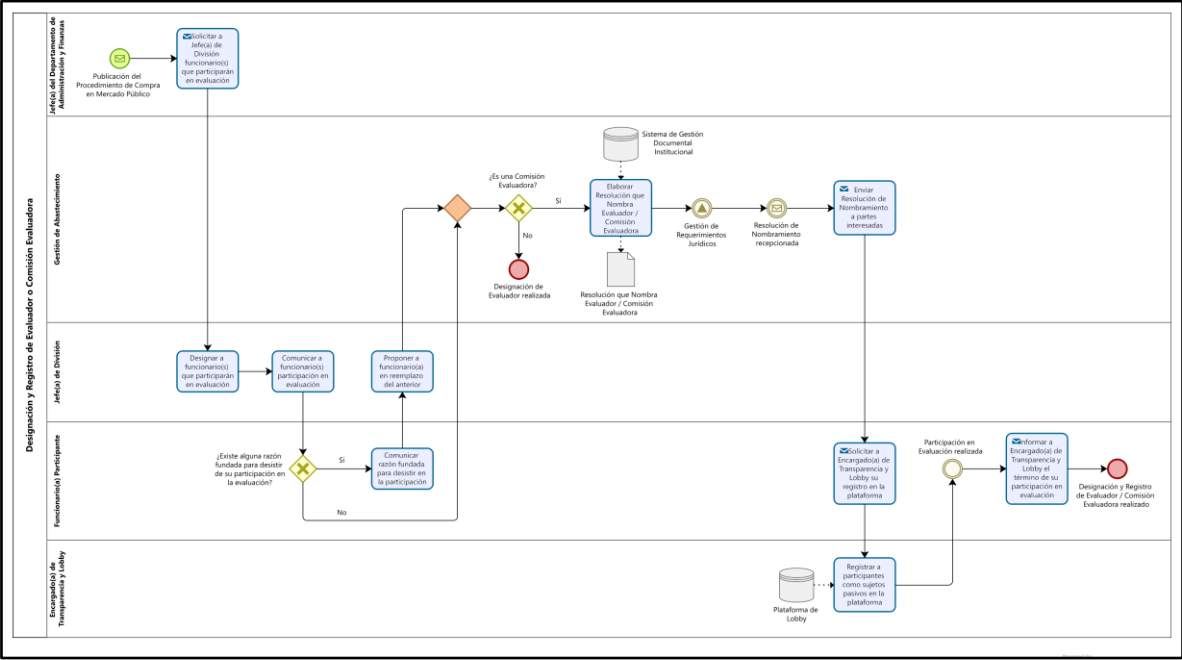 Designación y Registro de Evaluador o Comisión Evaluadora
Jefe(a) del Departamento de
Administración y Finanzas
Publicación del
Procedimiento de Compra
en Mercado Público
Solicitar a
Jefe(a) de
División
funcionario(s)
que participarán
en evaluación
Gestión de Abastecimiento
¿Es una Comisión
Evaluadora?
Si
No
Designación de
Evaluador realizada
Sistema de Gestión
Documental
Institucional
Elaborar
Resolución que
Nombra
Evaluador /
Comisión
Evaluadora
Resolución que Nombra
Evaluador / Comisión
Evaluadora
Gestión de
Requerimientos
Jurídicos
Resolución de
Nombramiento
recepcionada
Enviar
Resolución de
Nombramiento
a partes
interesadas
Jefe(a) de División
Designar a
funcionario(s)
que participarán
en evaluación
Comunicar a
funcionario(s)
participación en
evaluación
Proponer a
funcionario(a)
en reemplazo
del anterior
Funcionario(a) Participante
¿Existe alguna razón
fundada para desistir
de su participación en
la evaluación?
Si
No
Comunicar
razón fundada
para desistir en
la participación
Solicitar a
Encargado(a) de
Transparencia y
Lobby su
registro en la
plataforma
Participación en
Evaluación realizada
Informar a
Encargado(a) de
Transparencia y
Lobby el
término de su
participación en
evaluación
Designación y Registro
de Evaluador / Comisión
Evaluadora realizado
Encargado(a) de
Transparencia y Lobby
Plataforma de
Lobby
Registrar a
participantes
como sujetos
pasivos en la
plataforma